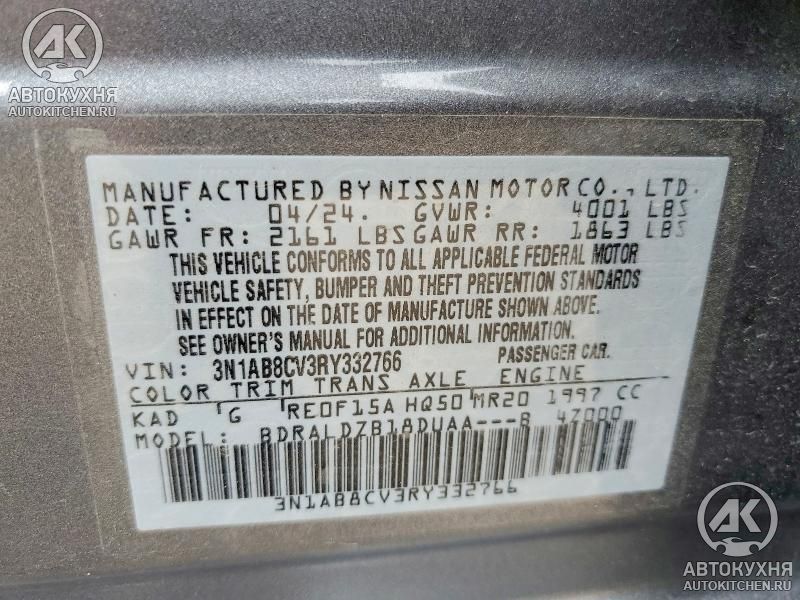 AK
АВТОКУХНЯ
AUTOKITCHEN.RU
MANUFACTURED BY NISSAN MOTOR CO., LTD.
DATE: 04/24. GVWR: 4001 LBS
GAWR FR: 2161 LBS GAWR RR: 1863 LBS
THIS VEHICLE CONFORMS TO ALL APPLICABLE FEDERAL MOTOR
VEHICLE SAFETY, BUMPER AND THEFT PREVENTION STANDARDS
IN EFFECT ON THE DATE OF MANUFACTURE SHOWN ABOVE.
SEE OWNER'S MANUAL FOR ADDITIONAL INFORMATION.
VIN: 3N1AB8CV3RY332766 PASSENGER CAR.
COLOR TRIM TRANS AXLE ENGINE
KAD G RE0F15A HQ50 MR20 1997 CC
MODEL: BDRALDZB18DUAA---B 4Z000
3N1AB8CV3RY332766
AK
АВТОКУХНЯ
AUTOKITCHEN.RU